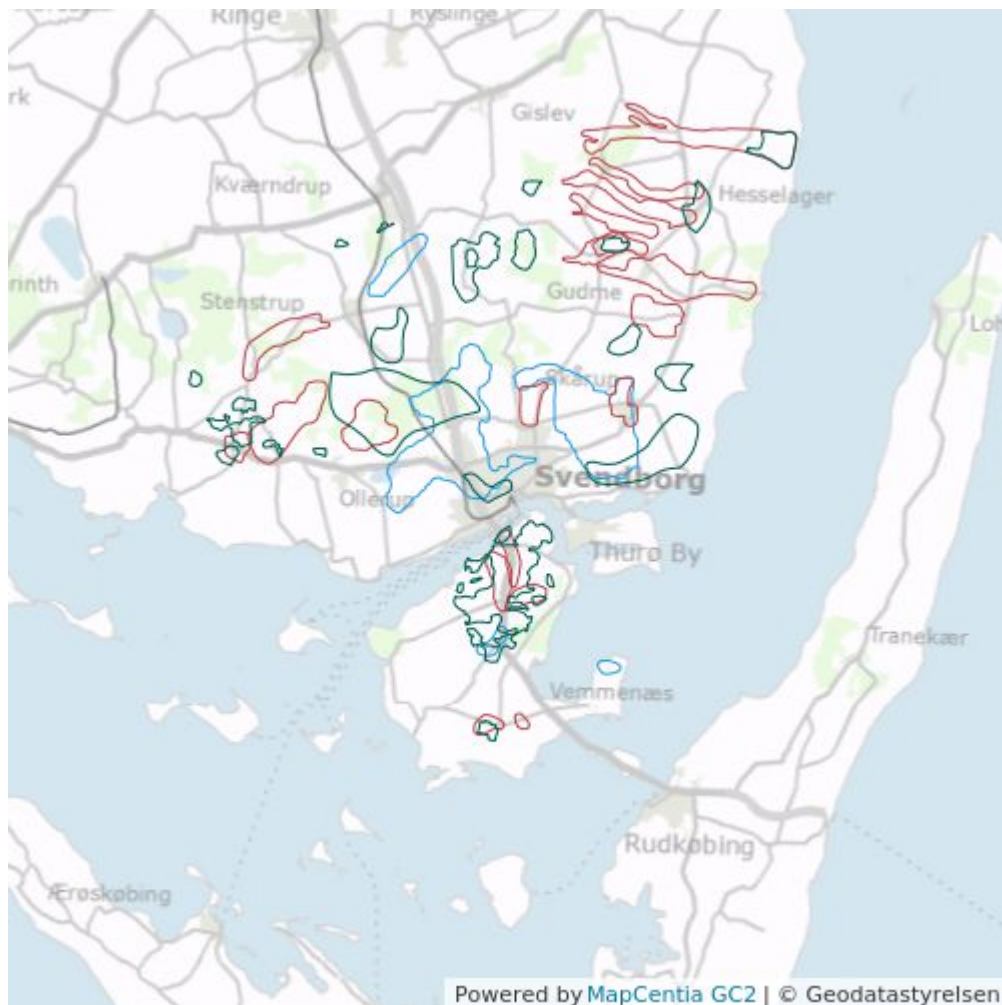 Ringe
Ryslinge
Gislev
Kværndrup
Hesselager
Stenstrup
Gudme
Skårup
Ollerup
Svendborg
Thurø By
Tranekær
Vemmenæs
Rudkøbing
Ærøskøbing
Powered by MapCentia GC2 | © Geodatastyrelsen